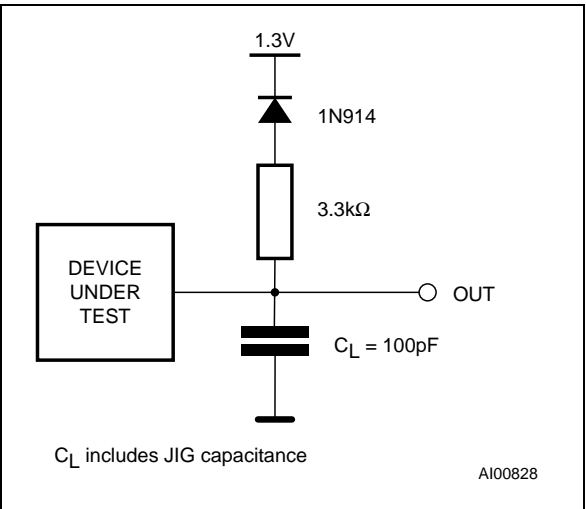 1.3V
1N914
3.3kΩ
DEVICE
UNDER
TEST
OUT
CL = 100pF
CL includes JIG capacitance
AI00828